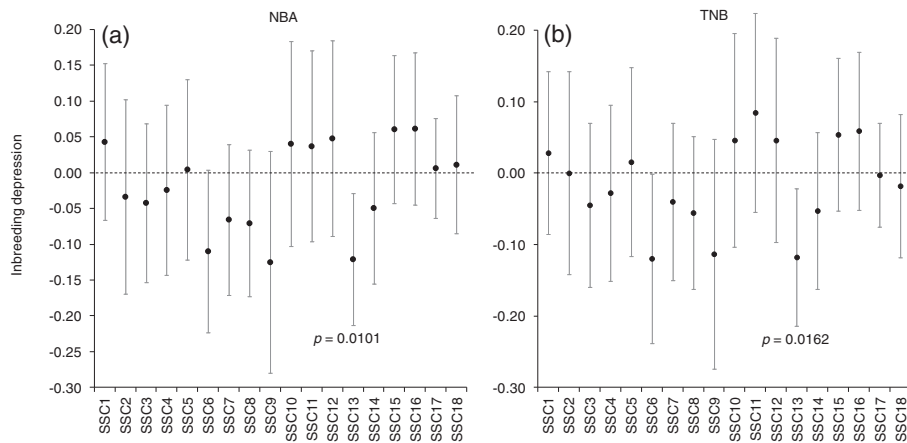 NBA
(a)
Inbreeding depression
0.20
0.15
0.10
0.05
0.00
-0.05
-0.10
-0.15
-0.20
-0.25
-0.30
p = 0.0101
SSC1
SSC2
SSC3
SSC4
SSC5
SSC6
SSC7
SSC8
SSC9
SSC10
SSC11
SSC12
SSC13
SSC14
SSC15
SSC16
SSC17
SSC18
TNB
(b)
0.20
0.10
0.00
-0.10
-0.20
-0.30
p = 0.0162
SSC1
SSC2
SSC3
SSC4
SSC5
SSC6
SSC7
SSC8
SSC9
SSC10
SSC11
SSC12
SSC13
SSC14
SSC15
SSC16
SSC17
SSC18